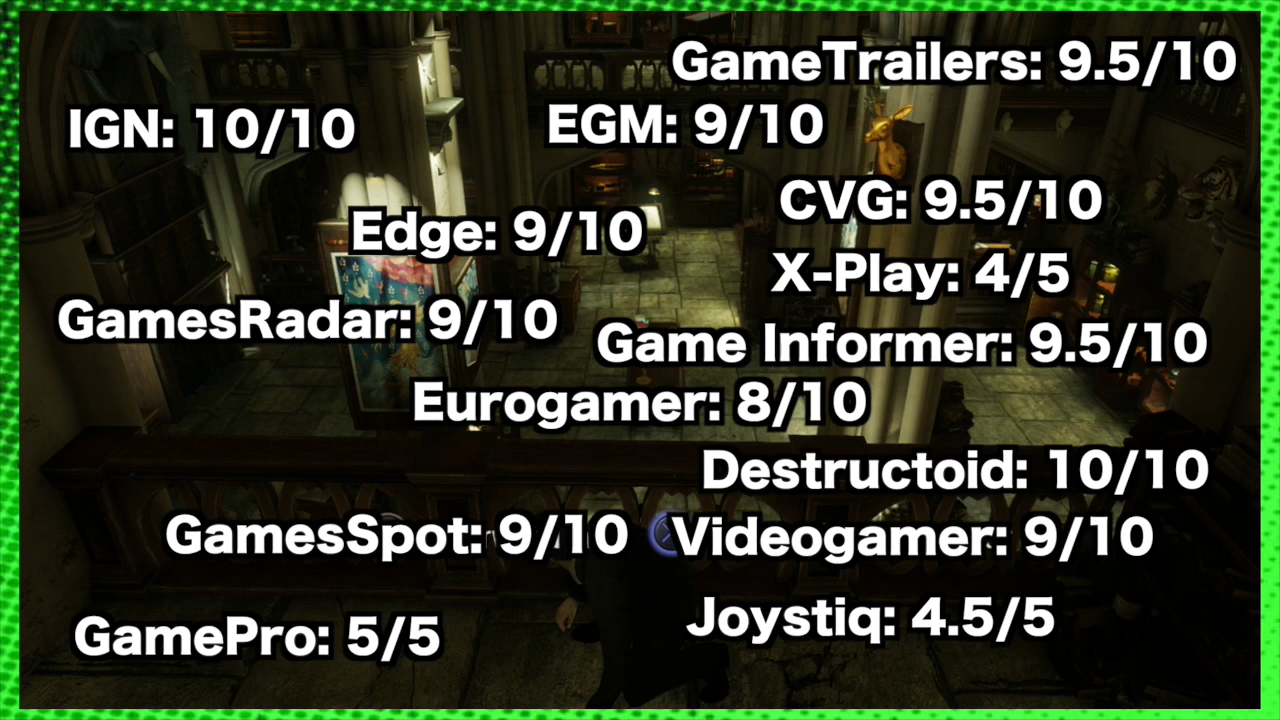 GameTrailers: 9.5/10
IGN: 10/10
EGM: 9/10
CVG: 9.5/10
Edge: 9/10
X-Play: 4/5
GamesRadar: 9/10
Game Informer: 9.5/10
Eurogamer: 8/10
Destructoid: 10/10
GamesSpot: 9/10
Videogamer: 9/10
Joystiq: 4.5/5
GamePro: 5/5